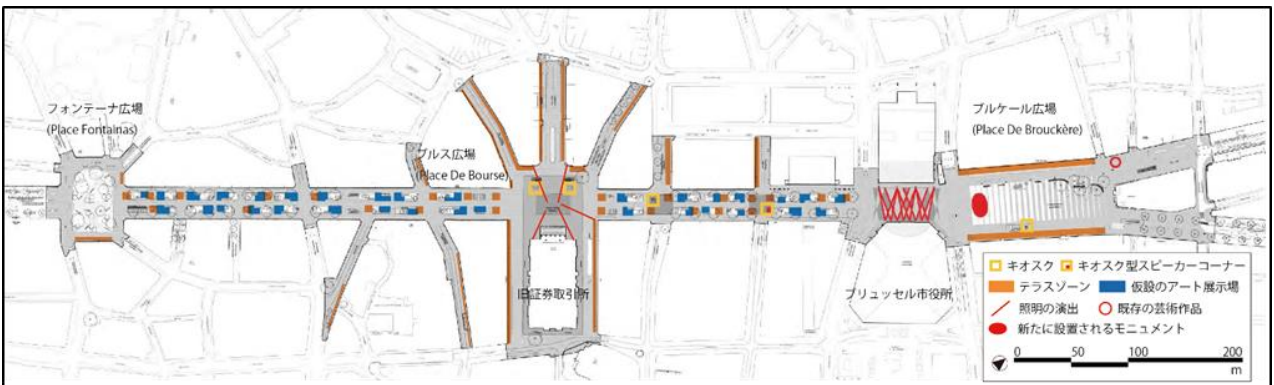 フォンテーナ広場
(Place Fontainas)
ブルス広場
(Place De Bourse)
旧証券取引所
ブルケール広場
(Place De Brouckère)
ブリュッセル市役所
キオスク キオスク型スピーカーコーナー
テラスゾーン 仮設のアート展示場
照明の演出 既存の芸術作品
新たに設置されるモニュメント
0 50 100 200
m